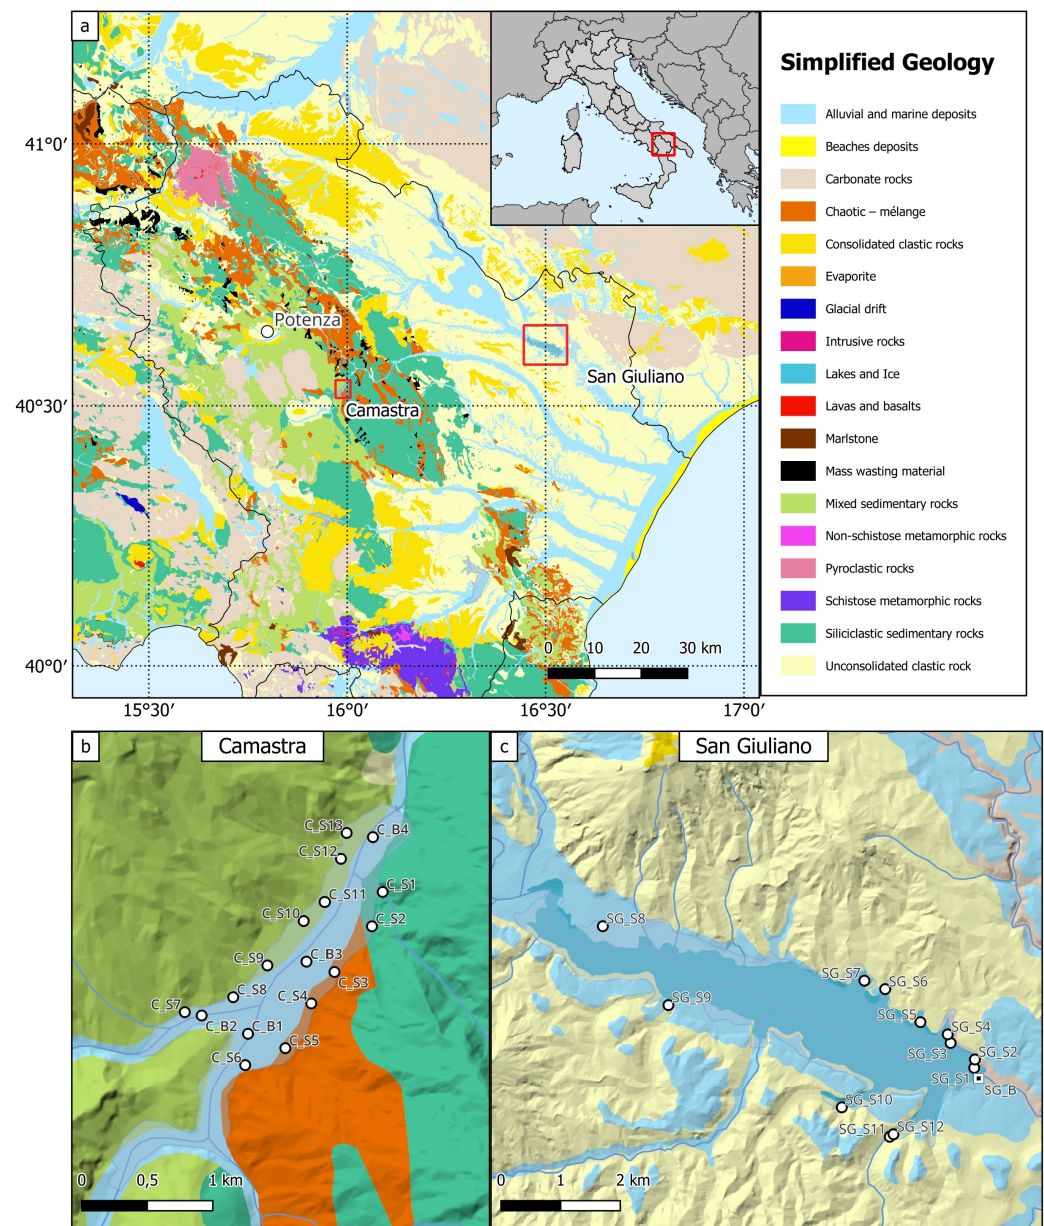 a
Simplified Geology
Alluvial and marine deposits
Beaches deposits
Carbonate rocks
Chaotic – mélange
Consolidated clastic rocks
Evaporite
Glacial drift
Intrusive rocks
Lakes and Ice
Lavas and basalts
Marlstone
Mass wasting material
Mixed sedimentary rocks
Non-schistose metamorphic rocks
Pyroclastic rocks
Schistose metamorphic rocks
Siliciclastic sedimentary rocks
Unconsolidated clastic rock
41°0′
40°30′
40°0′
Potenza
San Giuliano
Camastra
0 10 20 30 km
15°30′ 16°0′ 16°30′ 17°0′
b
Camastra
C_S13
C_B4
C_S12
C_S1
C_S11
C_S10
C_S2
C_B3
C_S9
C_S3
C_S8
C_S4
C_S7
C_B2
C_B1
C_S5
C_S6
0 0,5 1 km
c
San Giuliano
SG_S8
SG_S7
SG_S6
SG_S9
SG_S5
SG_S4
SG_S3
SG_S2
SG_S1
SG_B
SG_S10
SG_S11
SG_S12
0 1 2 km